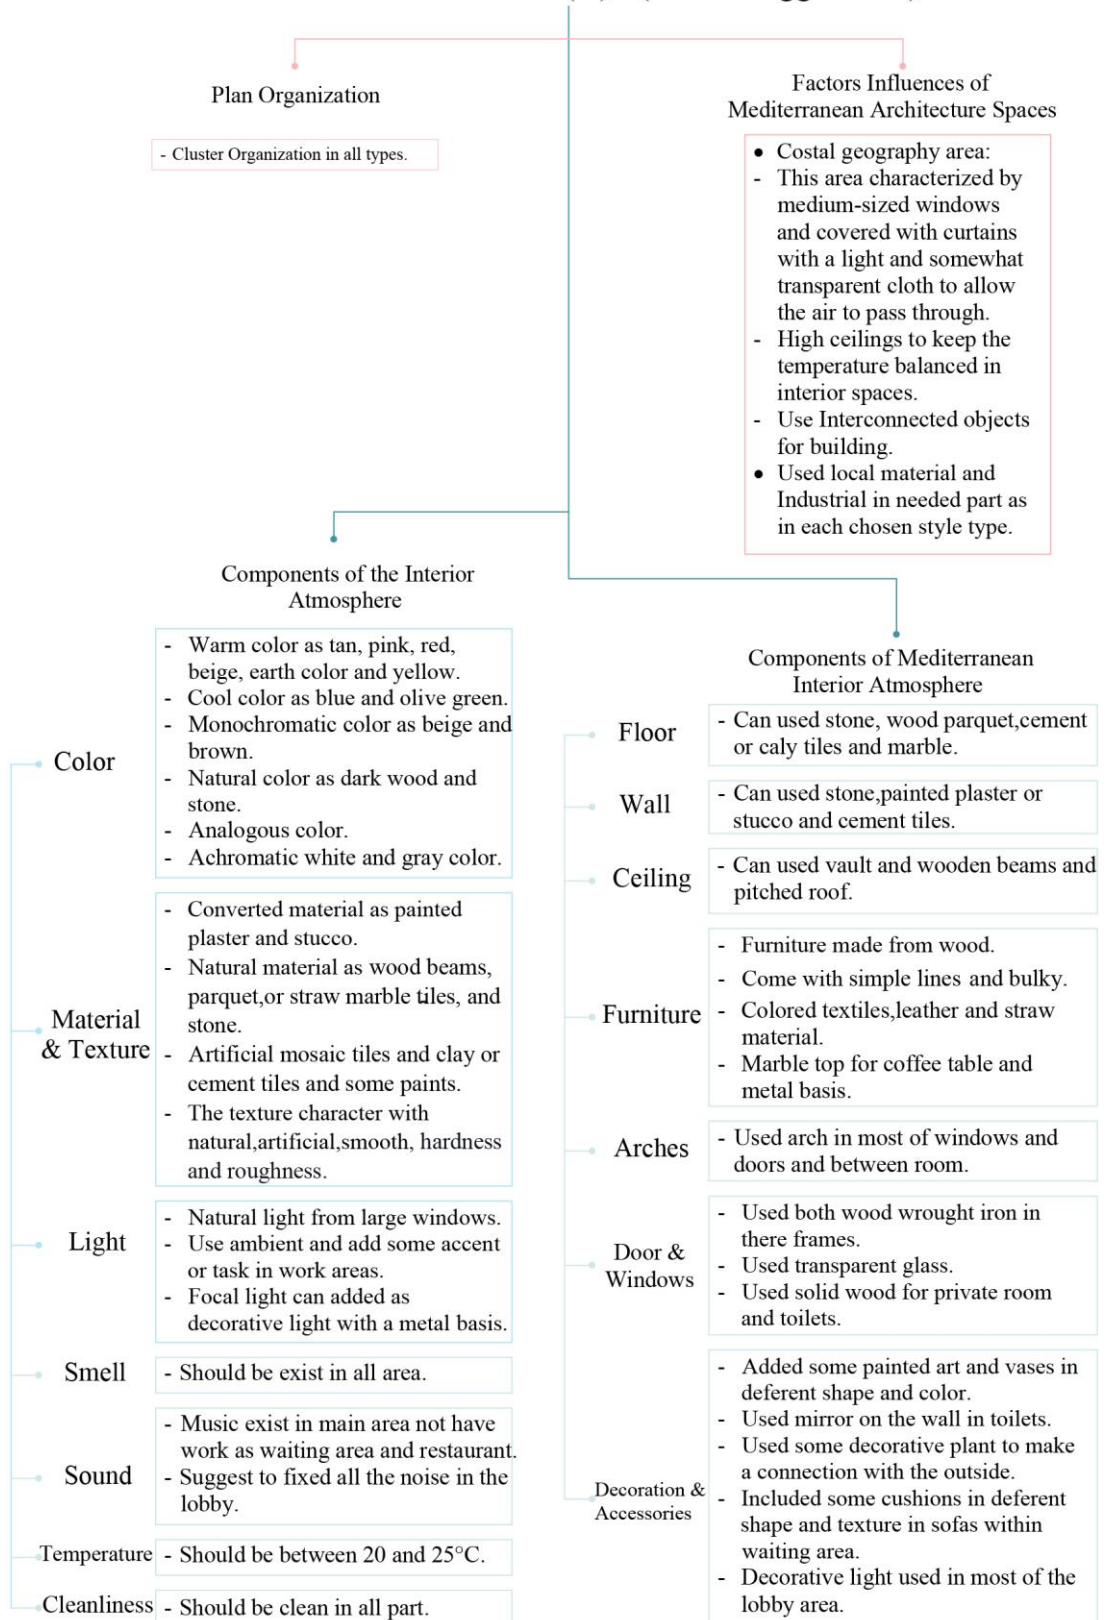 Plan Organization
- Cluster Organization in all types.
Factors Influences of
Mediterranean Architecture Spaces
• Costal geography area:
- This area characterized by
medium-sized windows
and covered with curtains
with a light and somewhat
transparent cloth to allow
the air to pass through.
- High ceilings to keep the
temperature balanced in
interior spaces.
- Use Interconnected objects
for building.
• Used local material and
Industrial in needed part as
in each chosen style type.
Components of the Interior
Atmosphere
Color
- Warm color as tan, pink, red,
beige, earth color and yellow.
- Cool color as blue and olive green.
- Monochromatic color as beige and
brown.
- Natural color as dark wood and
stone.
- Analogous color.
- Achromatic white and gray color.
Material
& Texture
- Converted material as painted
plaster and stucco.
- Natural material as wood beams,
parquet,or straw marble tiles, and
stone.
- Artificial mosaic tiles and clay or
cement tiles and some paints.
- The texture character with
natural,artificial,smooth, hardness
and roughness.
Light
- Natural light from large windows.
- Use ambient and add some accent
or task in work areas.
- Focal light can added as
decorative light with a metal basis.
Smell
- Should be exist in all area.
Sound
- Music exist in main area not have
work as waiting area and restaurant.
- Suggest to fixed all the noise in the
lobby.
Temperature
- Should be between 20 and 25°C.
Cleanliness
- Should be clean in all part.
Components of Mediterranean
Interior Atmosphere
Floor
- Can used stone, wood parquet,cement
or caly tiles and marble.
Wall
- Can used stone,painted plaster or
stucco and cement tiles.
Ceiling
- Can used vault and wooden beams and
pitched roof.
Furniture
- Furniture made from wood.
- Come with simple lines and bulky.
- Colored textiles,leather and straw
material.
- Marble top for coffee table and
metal basis.
Arches
- Used arch in most of windows and
doors and between room.
Door &
Windows
- Used both wood wrought iron in
there frames.
- Used transparent glass.
- Used solid wood for private room
and toilets.
Decoration &
Accessories
- Added some painted art and vases in
deferent shape and color.
- Used mirror on the wall in toilets.
- Used some decorative plant to make
a connection with the outside.
- Included some cushions in deferent
shape and texture in sofas within
waiting area.
- Decorative light used in most of the
lobby area.